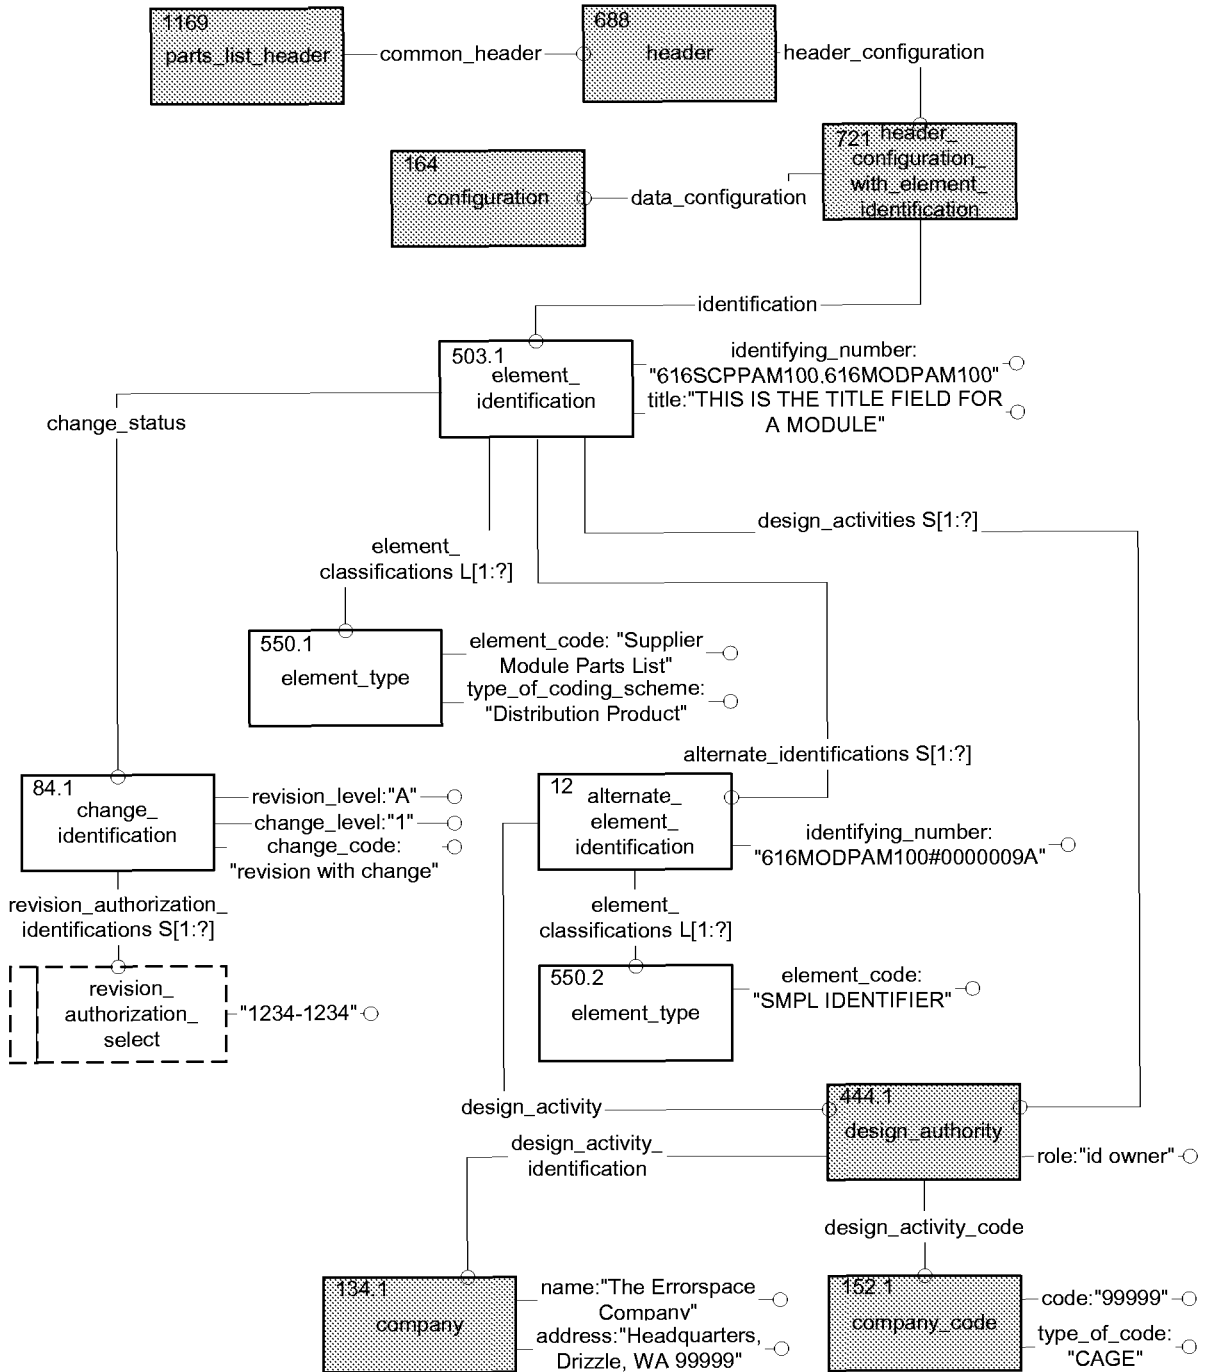 1169
parts_list_header
common_header
688
header
header_configuration
721
header_
configuration_
with_element_
identification
164
configuration
data_configuration
identification
503.1
element_
identification
identifying_number:
"616SCPPAM100.616MODPAM100"
title:"THIS IS THE TITLE FIELD FOR
A MODULE"
change_status
design_activities S[1:?]
element_
classifications L[1:?]
550.1
element_type
element_code: "Supplier
Module Parts List"
type_of_coding_scheme:
"Distribution Product"
alternate_identifications S[1:?]
84.1
change_
identification
revision_level:"A"
change_level:"1"
change_code:
"revision with change"
12
alternate_
element_
identification
identifying_number:
"616MODPAM100#0000009A"
revision_authorization_
identifications S[1:?]
element_
classifications L[1:?]
revision_
authorization_
select
"1234-1234"
550.2
element_type
element_code:
"SMPL IDENTIFIER"
design_activity
444.1
design_authority
design_activity_
identification
role:"id owner"
design_activity_code
134.1
company
name:"The Errorspace
Company"
address:"Headquarters,
Drizzle, WA 99999"
152.1
company_code
code:"99999"
type_of_code:
"CAGE"